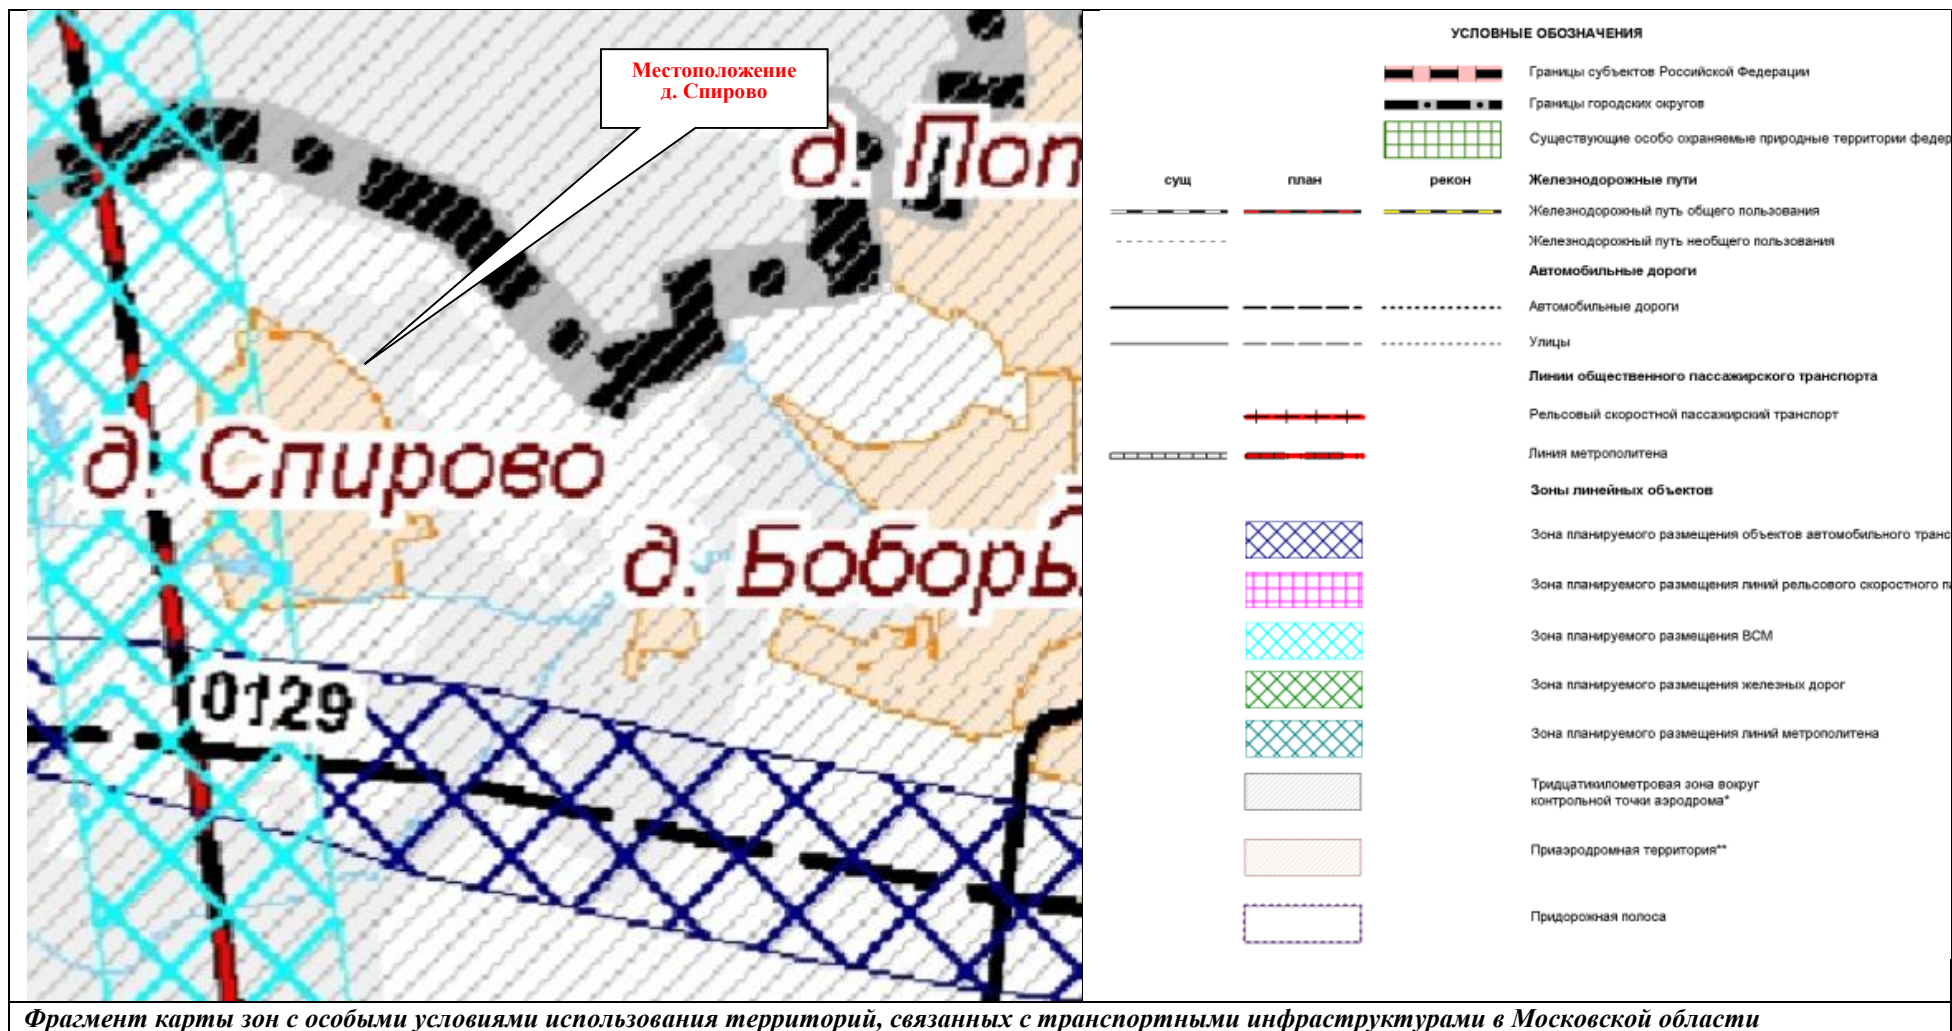 Местоположение
д. Спирово
д. Поп
д. Спирово
д. Боборь
0129
УСЛОВНЫЕ ОБОЗНАЧЕНИЯ
Границы субъектов Российской Федерации
Границы городских округов
Существующие особо охраняемые природные территории федер
сущ план рекон Железнодорожные пути
Железнодорожный путь общего пользования
Железнодорожный путь необщего пользования
Автомобильные дороги
Автомобильные дороги
Улицы
Линии общественного пассажирского транспорта
Рельсовый скоростной пассажирский транспорт
Линия метрополитена
Зоны линейных объектов
Зона планируемого размещения объектов автомобильного транс
Зона планируемого размещения линий рельсового скоростного п
Зона планируемого размещения ВСМ
Зона планируемого размещения железных дорог
Зона планируемого размещения линий метрополитена
Тридцатикилометровая зона вокруг
контрольной точки аэродрома*
Приаэродромная территория**
Придорожная полоса
Фрагмент карты зон с особыми условиями использования территорий, связанных с транспортными инфраструктурами в Московской области